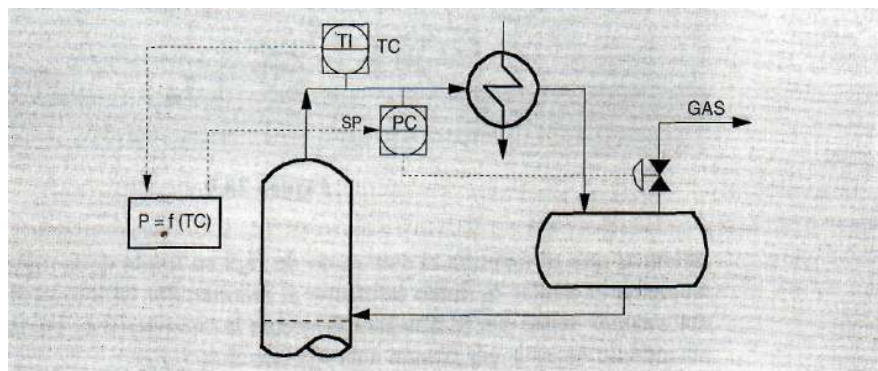 TI
TC
GAS
SP
PC
P = f (TC)